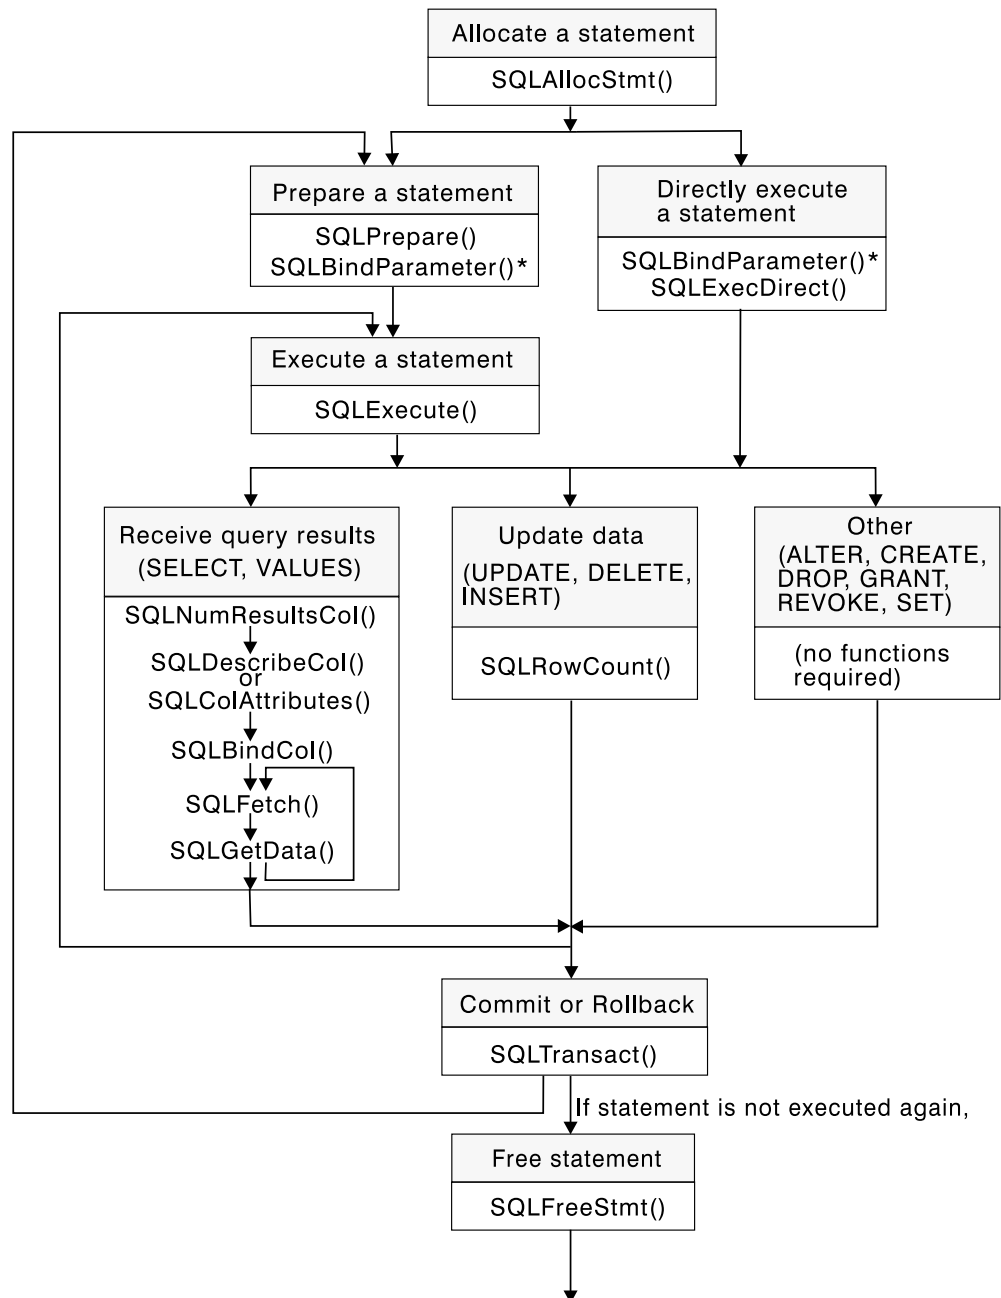 Allocate a statement
SQLAllocStmt()
Prepare a statement
SQLPrepare()
SQLBindParameter()*
Directly execute
a statement
SQLBindParameter()*
SQLExecDirect()
Execute a statement
SQLExecute()
Receive query results
(SELECT, VALUES)
SQLNumResultsCol()
SQLDescribeCol()
or
SQLColAttributes()
SQLBindCol()
SQLFetch()
SQLGetData()
Update data
(UPDATE, DELETE,
INSERT)
SQLRowCount()
Other
(ALTER, CREATE,
DROP, GRANT,
REVOKE, SET)
(no functions
required)
Commit or Rollback
SQLTransact()
If statement is not executed again,
Free statement
SQLFreeStmt()